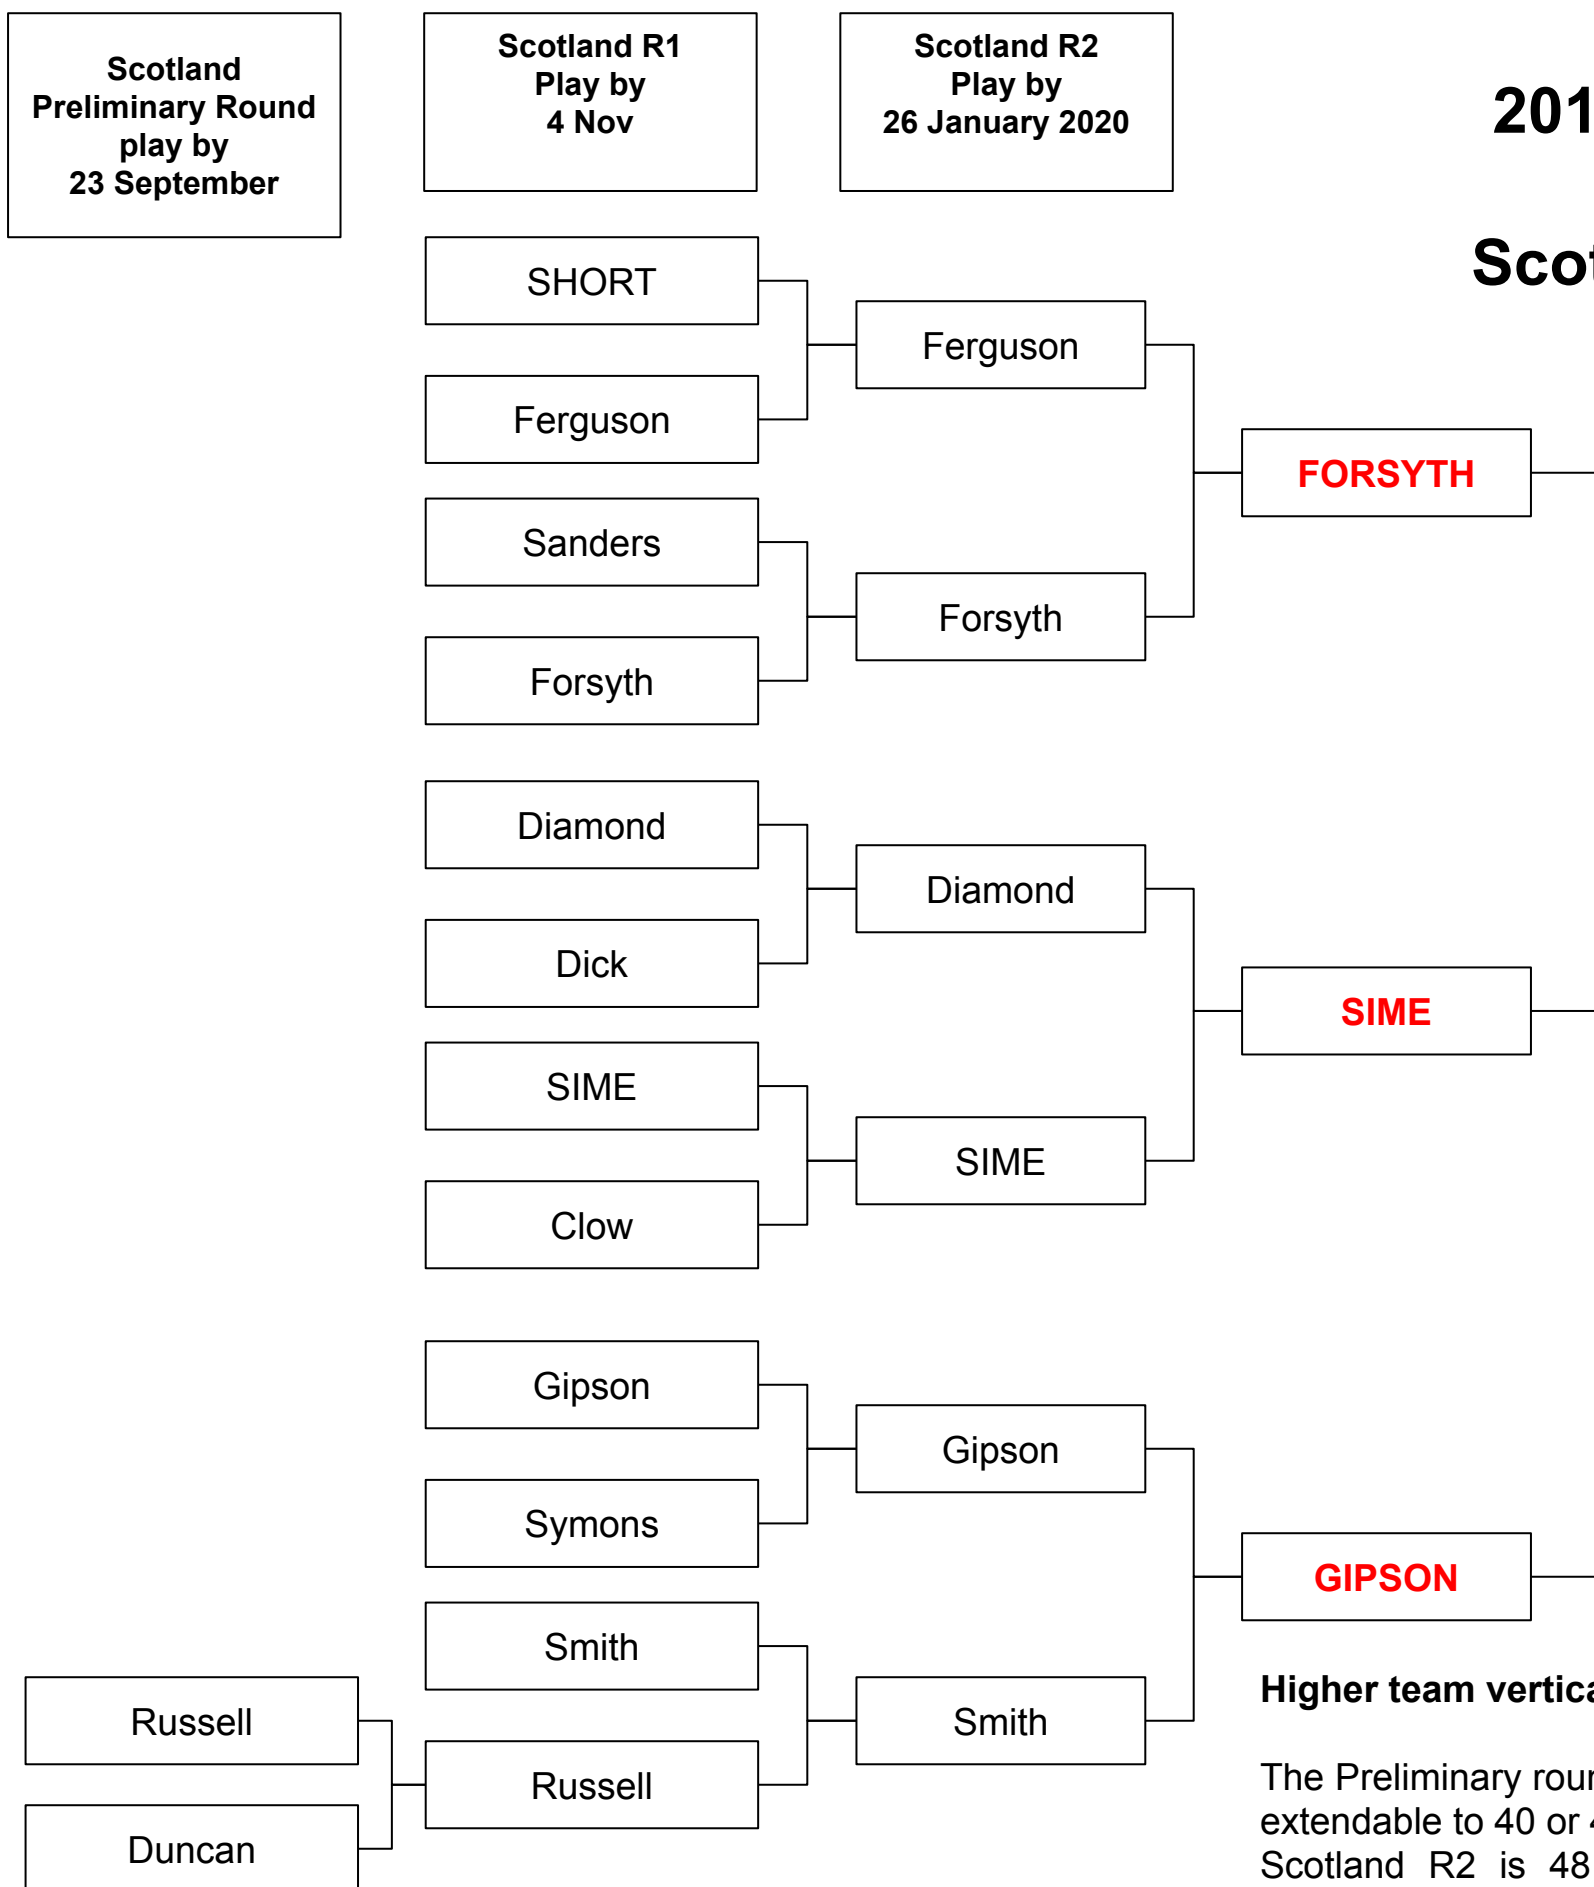 Scotland
Preliminary Round
play by
23 September
Scotland R1
Play by
4 Nov
Scotland R2
Play by
26 January 2020
201
Scot
SHORT
Ferguson
Ferguson
FORSYTH
Sanders
Forsyth
Forsyth
Diamond
Diamond
Dick
SIME
SIME
SIME
Clow
Gipson
Gipson
Symons
GIPSON
Smith
Russell
Smith
Russell
Duncan
Higher team vertica
The Preliminary rou
extendable to 40 or 4
Scotland R2 is 48